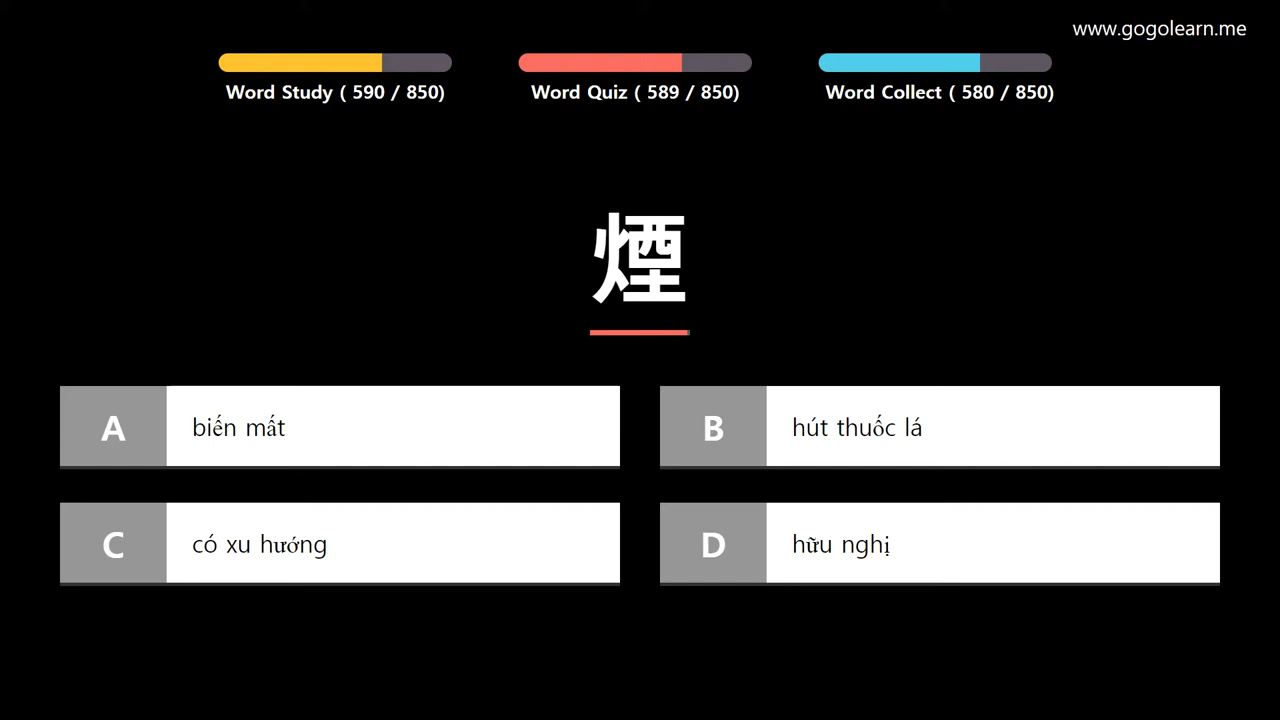 www.gogolearn.me
Word Study ( 590 / 850)
Word Quiz ( 589 / 850)
Word Collect ( 580 / 850)
煙
A
biến mất
B
hút thuốc lá
C
có xu hướng
D
hữu nghị